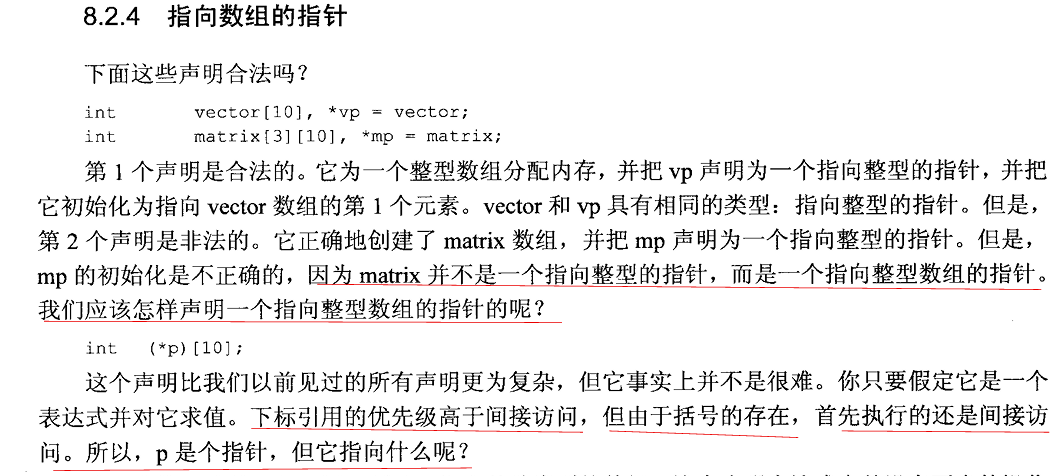 8.2.4 指向数组的指针
下面这些声明合法吗？
int vector[10], *vp = vector;
int matrix[3][10], *mp = matrix;
第 1 个声明是合法的。它为一个整型数组分配内存，并把 vp 声明为一个指向整型的指针，并把
它初始化为指向 vector 数组的第 1 个元素。vector 和 vp 具有相同的类型：指向整型的指针。但是，
第 2 个声明是非法的。它正确地创建了 matrix 数组，并把 mp 声明为一个指向整型的指针。但是，
mp 的初始化是不正确的，因为 matrix 并不是一个指向整型的指针，而是一个指向整型数组的指针。
我们应该怎样声明一个指向整型数组的指针的呢？
int (*p)[10];
这个声明比我们以前见过的所有声明更为复杂，但它事实上并不是很难。你只要假定它是一个
表达式并对它求值。下标引用的优先级高于间接访问，但由于括号的存在，首先执行的还是间接访
问。所以，p 是个指针，但它指向什么呢？